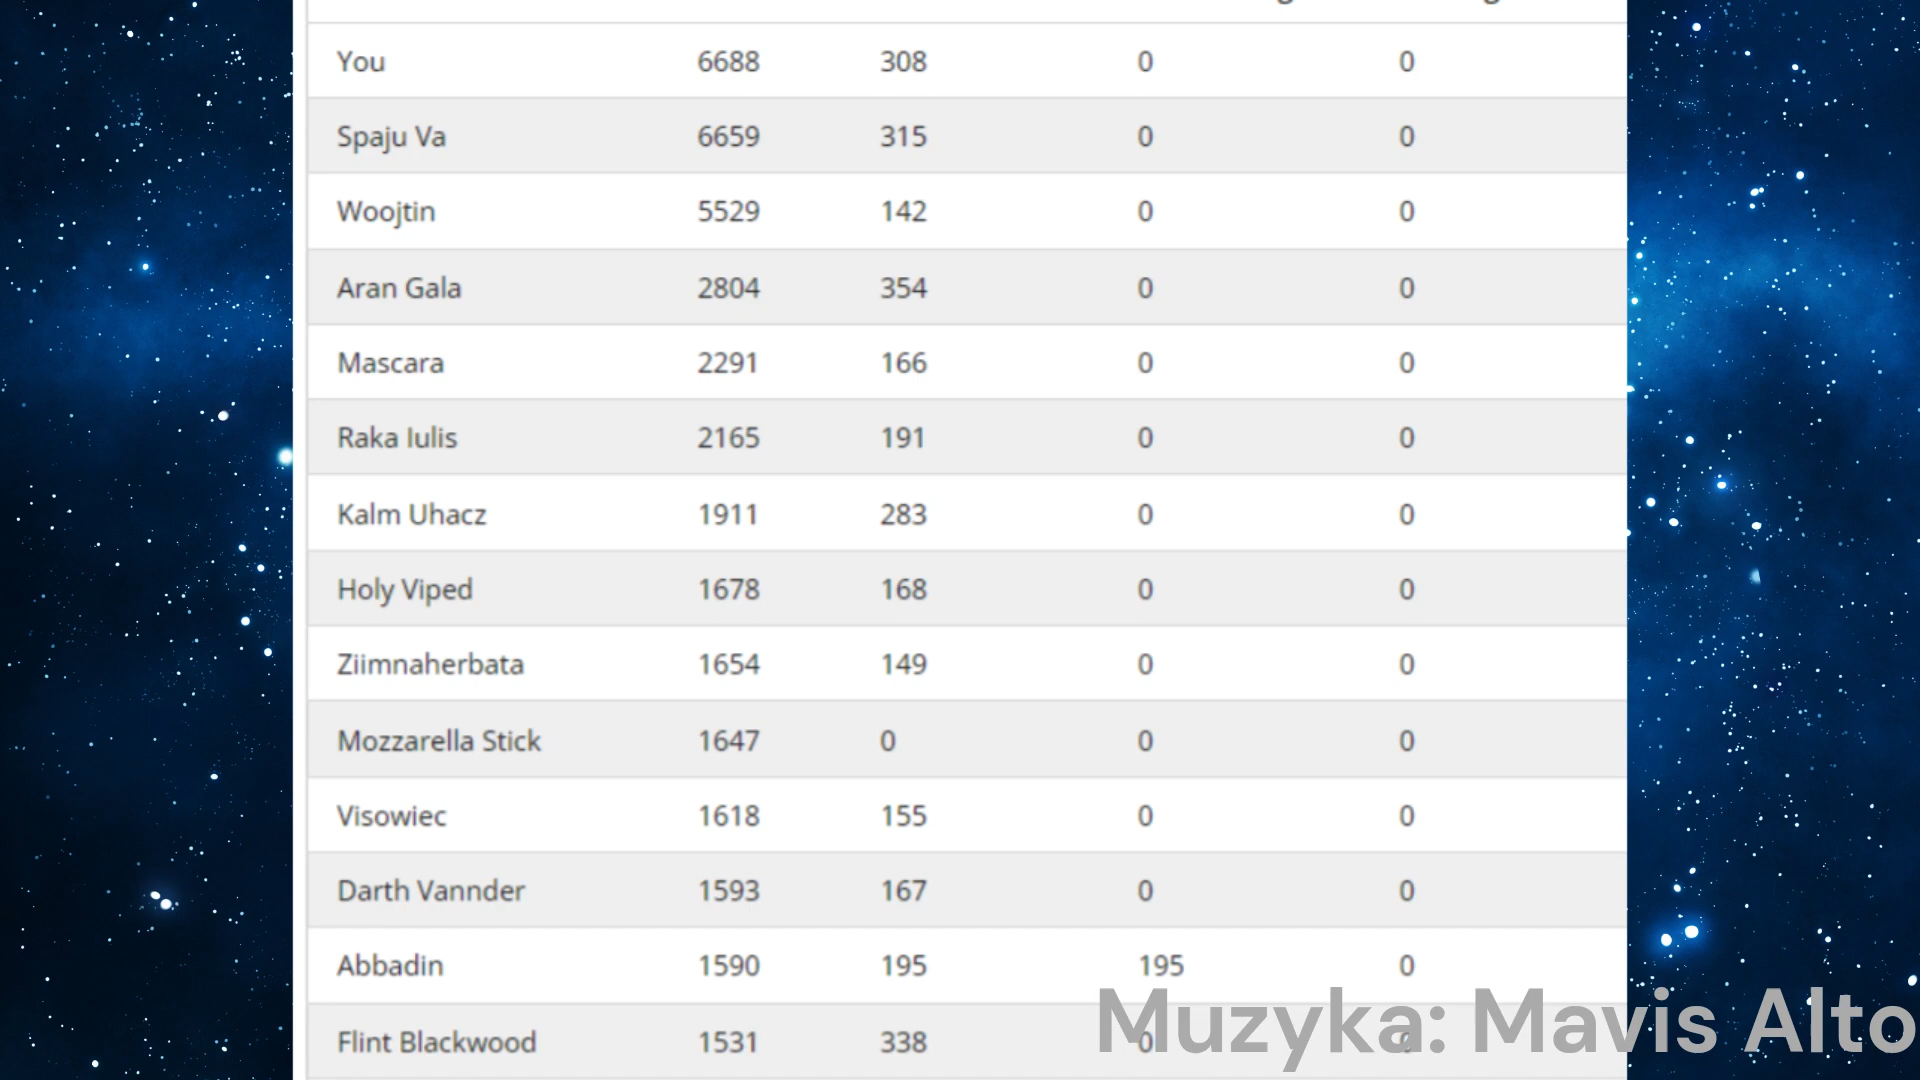 You 6688 308 0 0
Spaju Va 6659 315 0 0
Woojtin 5529 142 0 0
Aran Gala 2804 354 0 0
Mascara 2291 166 0 0
Raka Iulis 2165 191 0 0
Kalm Uhacz 1911 283 0 0
Holy Viped 1678 168 0 0
Ziimnaherbata 1654 149 0 0
Mozzarella Stick 1647 0 0 0
Visowiec 1618 155 0 0
Darth Vannder 1593 167 0 0
Abbadin 1590 195 195 0
Flint Blackwood 1531 338 0 0
Muzyka: Mavis Alto